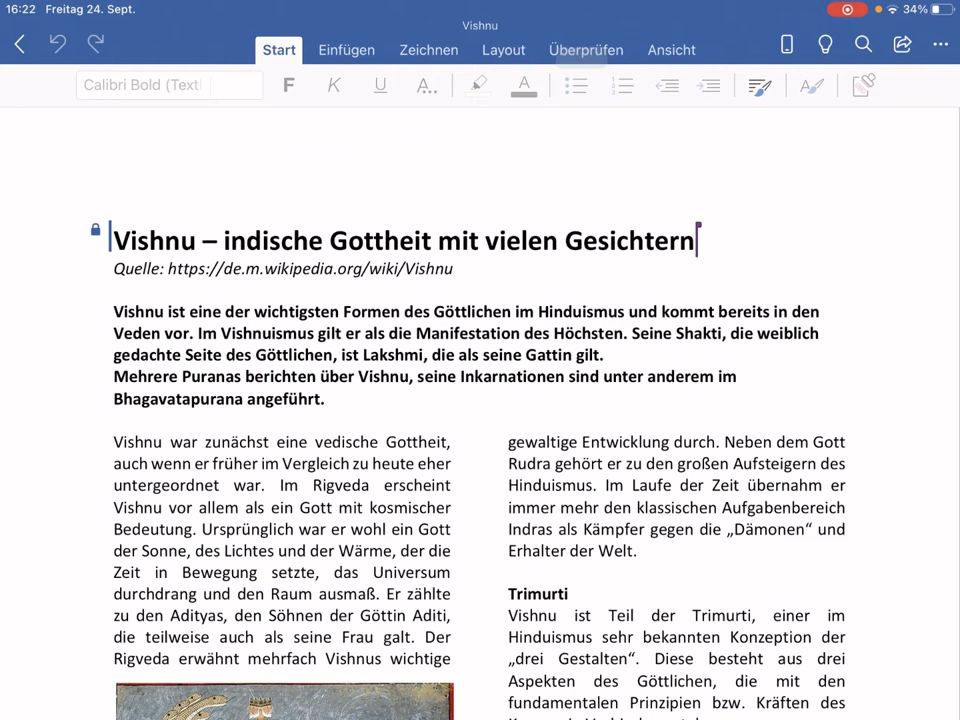 16:22 Freitag 24. Sept.
34%
Vishnu
Start Einfügen Zeichnen Layout Überprüfen Ansicht
Calibri Bold (Textl
F K U A.. A A
Vishnu – indische Gottheit mit vielen Gesichtern
Quelle: https://de.m.wikipedia.org/wiki/Vishnu
Vishnu ist eine der wichtigsten Formen des Göttlichen im Hinduismus und kommt bereits in den
Veden vor. Im Vishnuismus gilt er als die Manifestation des Höchsten. Seine Shakti, die weiblich
gedachte Seite des Göttlichen, ist Lakshmi, die als seine Gattin gilt.
Mehrere Puranas berichten über Vishnu, seine Inkarnationen sind unter anderem im
Bhagavatapurana angeführt.
Vishnu war zunächst eine vedische Gottheit,
auch wenn er früher im Vergleich zu heute eher
untergeordnet war. Im Rigveda erscheint
Vishnu vor allem als ein Gott mit kosmischer
Bedeutung. Ursprünglich war er wohl ein Gott
der Sonne, des Lichtes und der Wärme, der die
Zeit in Bewegung setzte, das Universum
durchdrang und den Raum ausmaß. Er zählte
zu den Adityas, den Söhnen der Göttin Aditi,
die teilweise auch als seine Frau galt. Der
Rigveda erwähnt mehrfach Vishnus wichtige
gewaltige Entwicklung durch. Neben dem Gott
Rudra gehört er zu den großen Aufsteigern des
Hinduismus. Im Laufe der Zeit übernahm er
immer mehr den klassischen Aufgabenbereich
Indras als Kämpfer gegen die „Dämonen“ und
Erhalter der Welt.
Trimurti
Vishnu ist Teil der Trimurti, einer im
Hinduismus sehr bekannten Konzeption der
„drei Gestalten“. Diese besteht aus drei
Aspekten des Göttlichen, die mit den
fundamentalen Prinzipien bzw. Kräften des